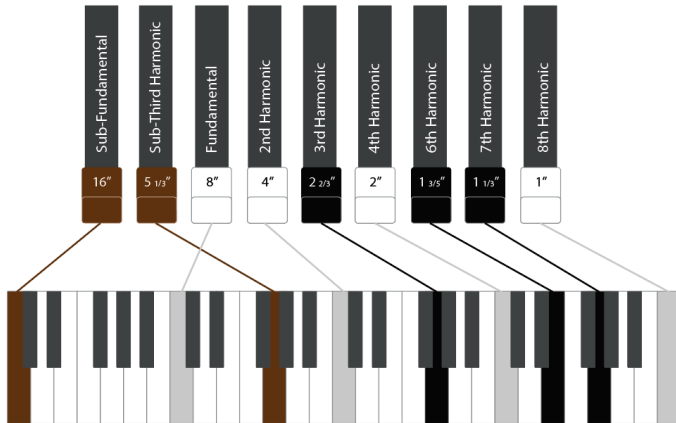 Sub-Fundamental
Sub-Third Harmonic
Fundamental
2nd Harmonic
3rd Harmonic
4th Harmonic
6th Harmonic
7th Harmonic
8th Harmonic
16"
5 1/3"
8"
4"
2 2/3"
2"
1 3/5"
1 1/3"
1"